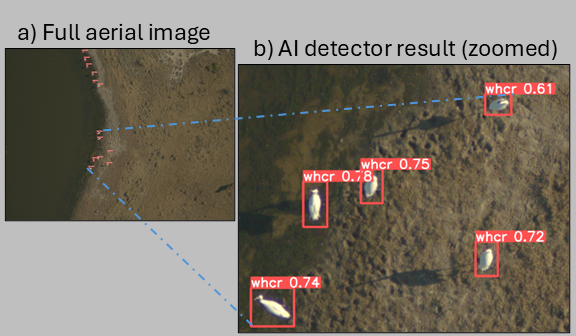 a) Full aerial image
b) AI detector result (zoomed)
whcr 0.61
whcr 0.75
whcr 0.78
whcr 0.72
whcr 0.74